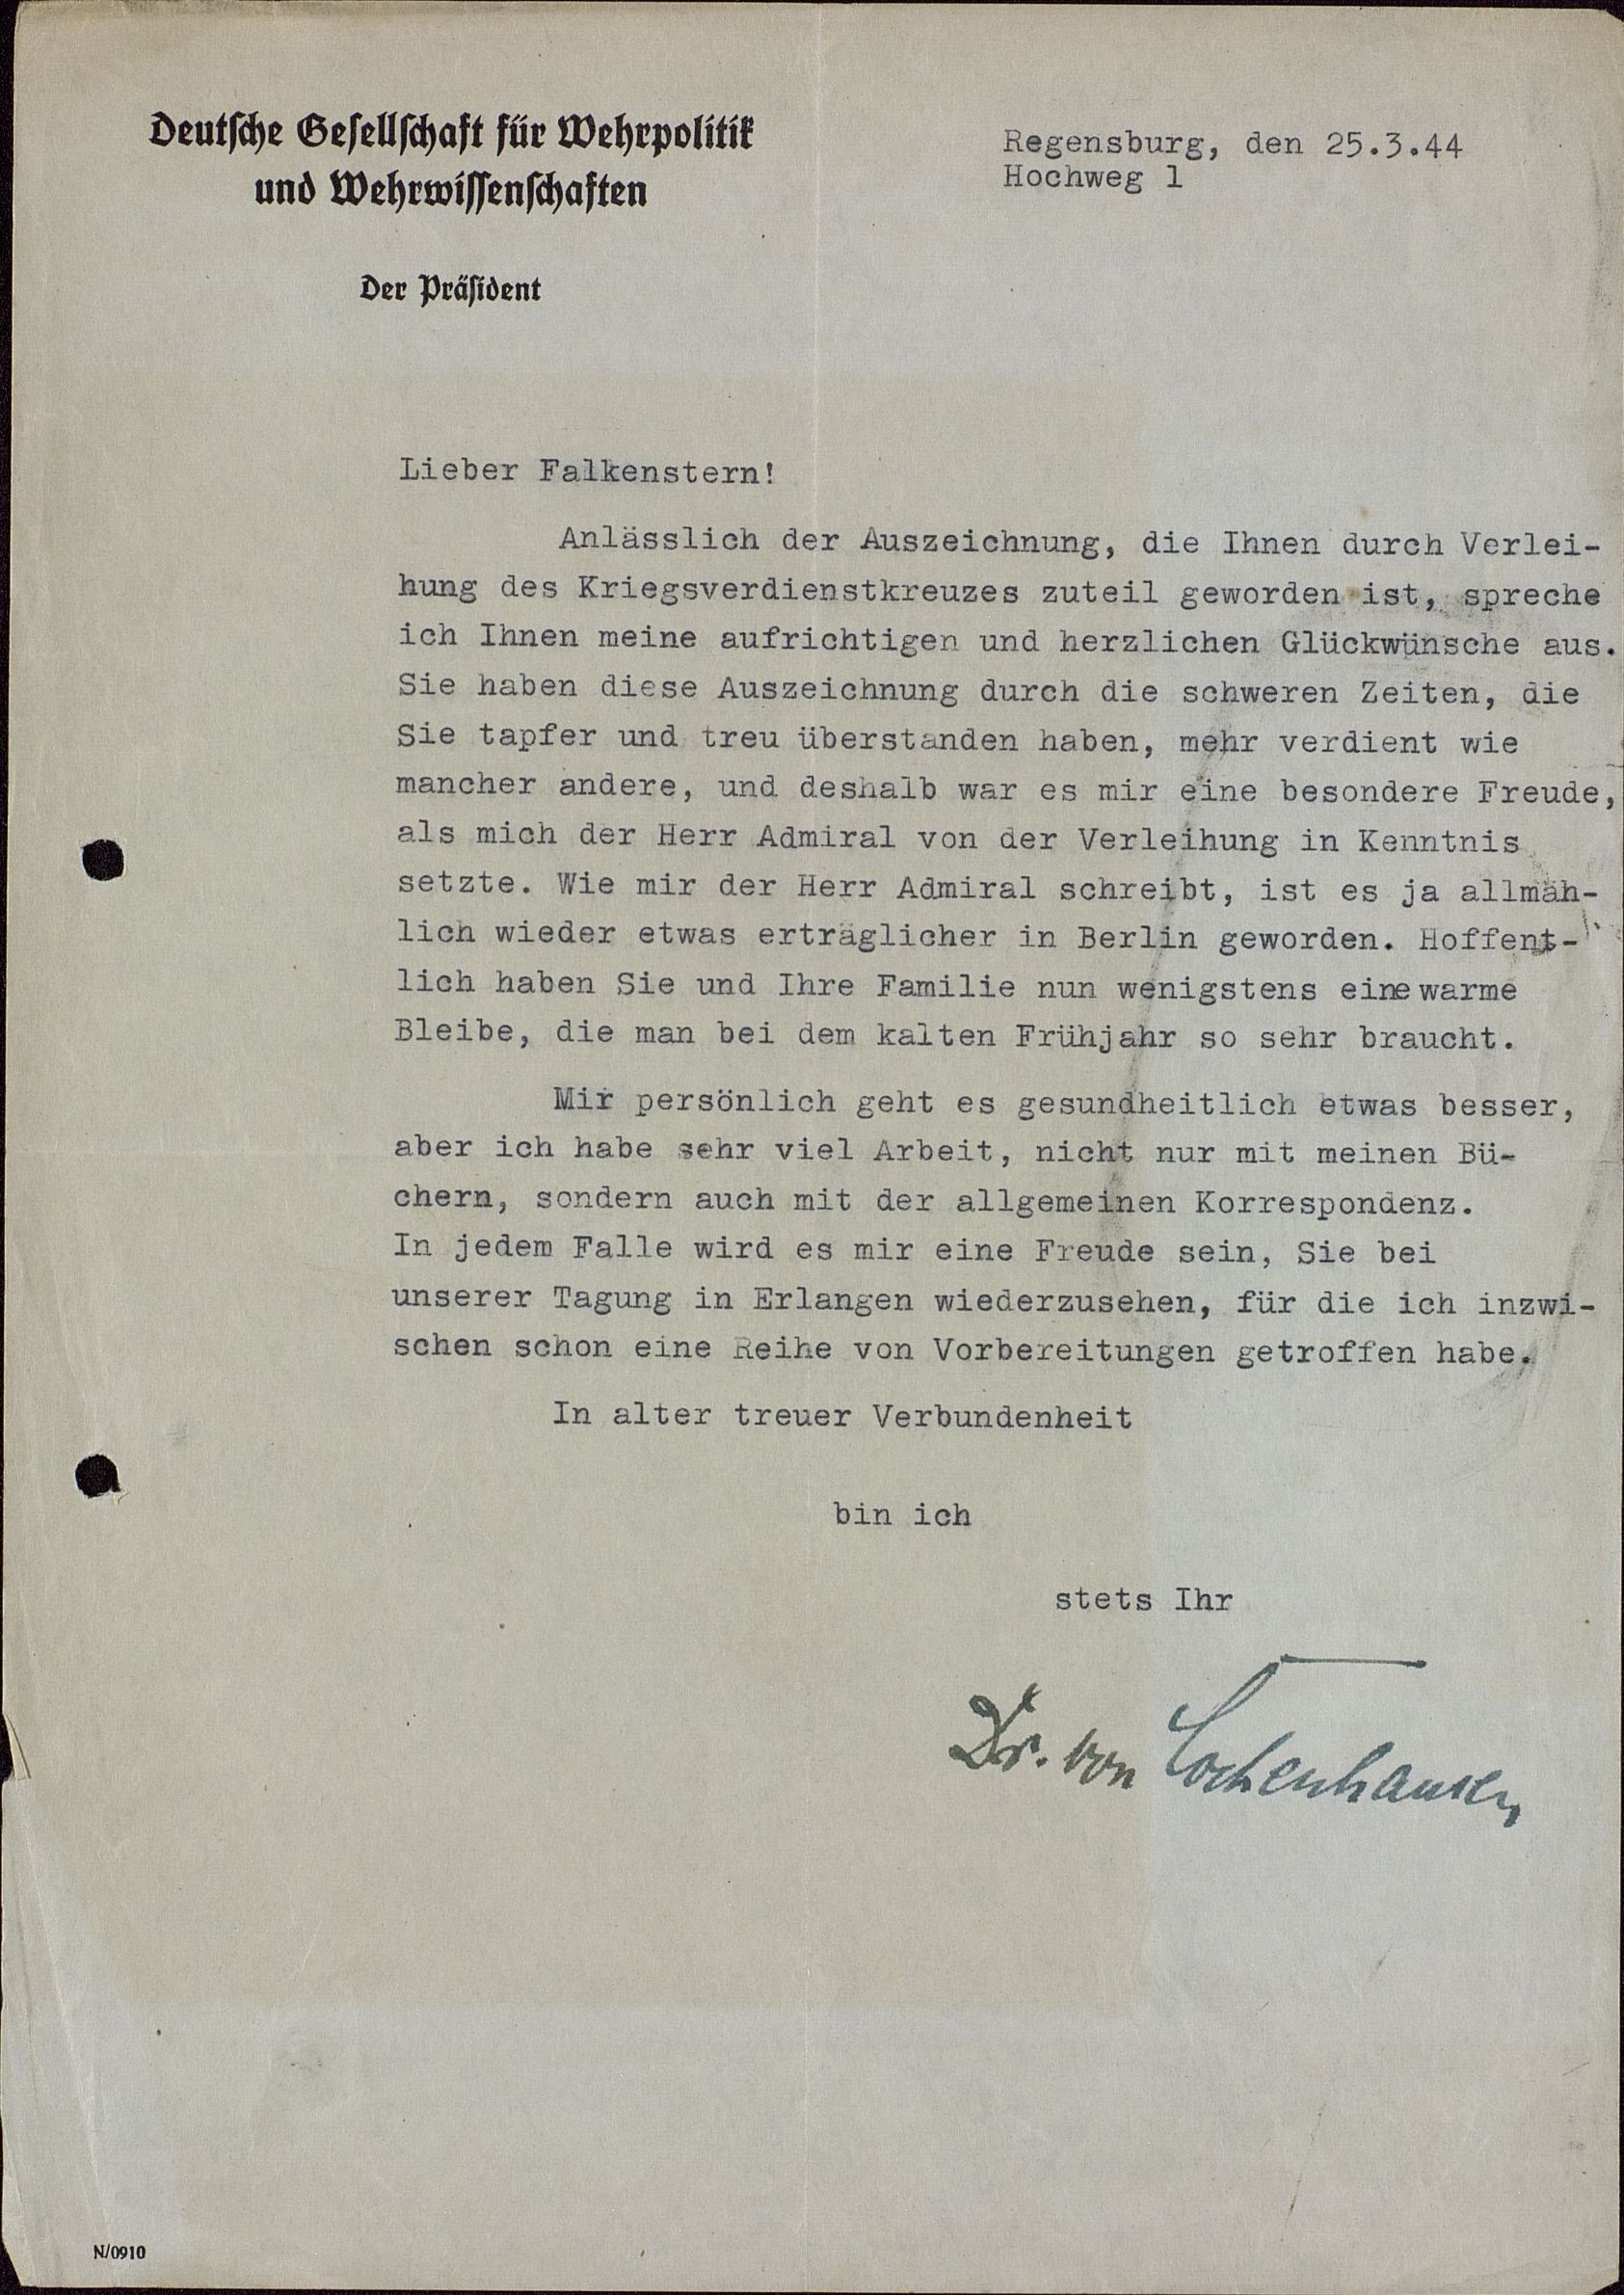 Deutsche Gesellschaft für Wehrpolitik
und Wehrwissenschaften
Der Präsident
Regensburg, den 25.3.44
Hochweg 1
Lieber Falkenstern!
Anlässlich der Auszeichnung, die Ihnen durch Verlei-
hung des Kriegsverdienstkreuzes zuteil geworden ist, spreche
ich Ihnen meine aufrichtigen und herzlichen Glückwünsche aus.
Sie haben diese Auszeichnung durch die schweren Zeiten, die
Sie tapfer und treu überstanden haben, mehr verdient wie
mancher andere, und deshalb war es mir eine besondere Freude,
als mich der Herr Admiral von der Verleihung in Kenntnis
setzte. Wie mir der Herr Admiral schreibt, ist es ja allmäh-
lich wieder etwas erträglicher in Berlin geworden. Hoffent-
lich haben Sie und Ihre Familie nun wenigstens eine warme
Bleibe, die man bei dem kalten Frühjahr so sehr braucht.
Mir persönlich geht es gesundheitlich etwas besser,
aber ich habe sehr viel Arbeit, nicht nur mit meinen Bü-
chern, sondern auch mit der allgemeinen Korrespondenz.
In jedem Falle wird es mir eine Freude sein, Sie bei
unserer Tagung in Erlangen wiederzusehen, für die ich inzwi-
schen schon eine Reihe von Vorbereitungen getroffen habe.
In alter treuer Verbundenheit
bin ich
stets Ihr
Dr. von Cochenhausen
N/0910